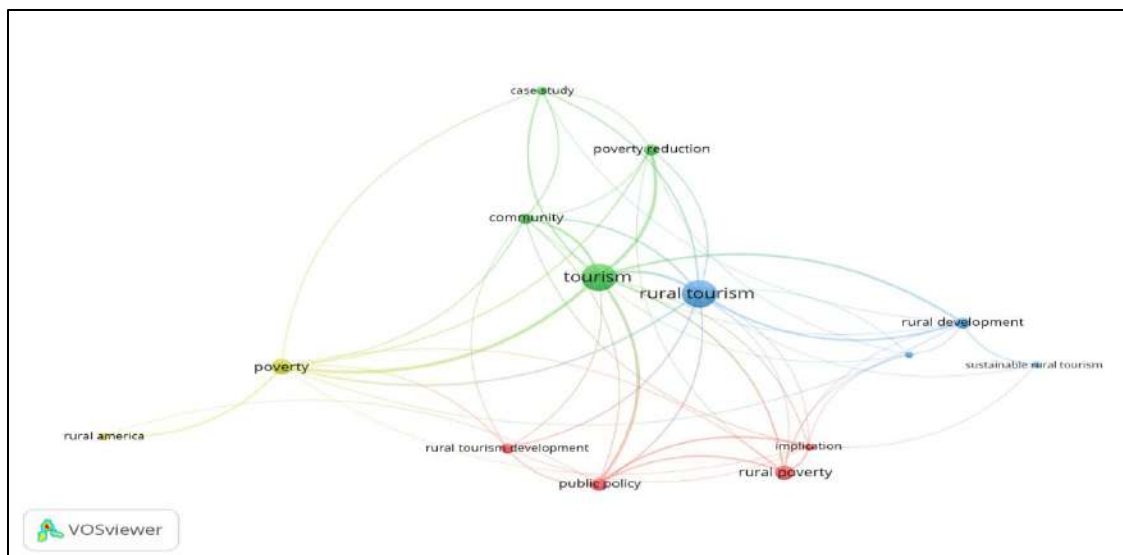 case study
poverty reduction
community
tourism
rural tourism
rural development
sustainable rural tourism
poverty
rural america
rural tourism development
implication
rural poverty
public policy
VOSviewer